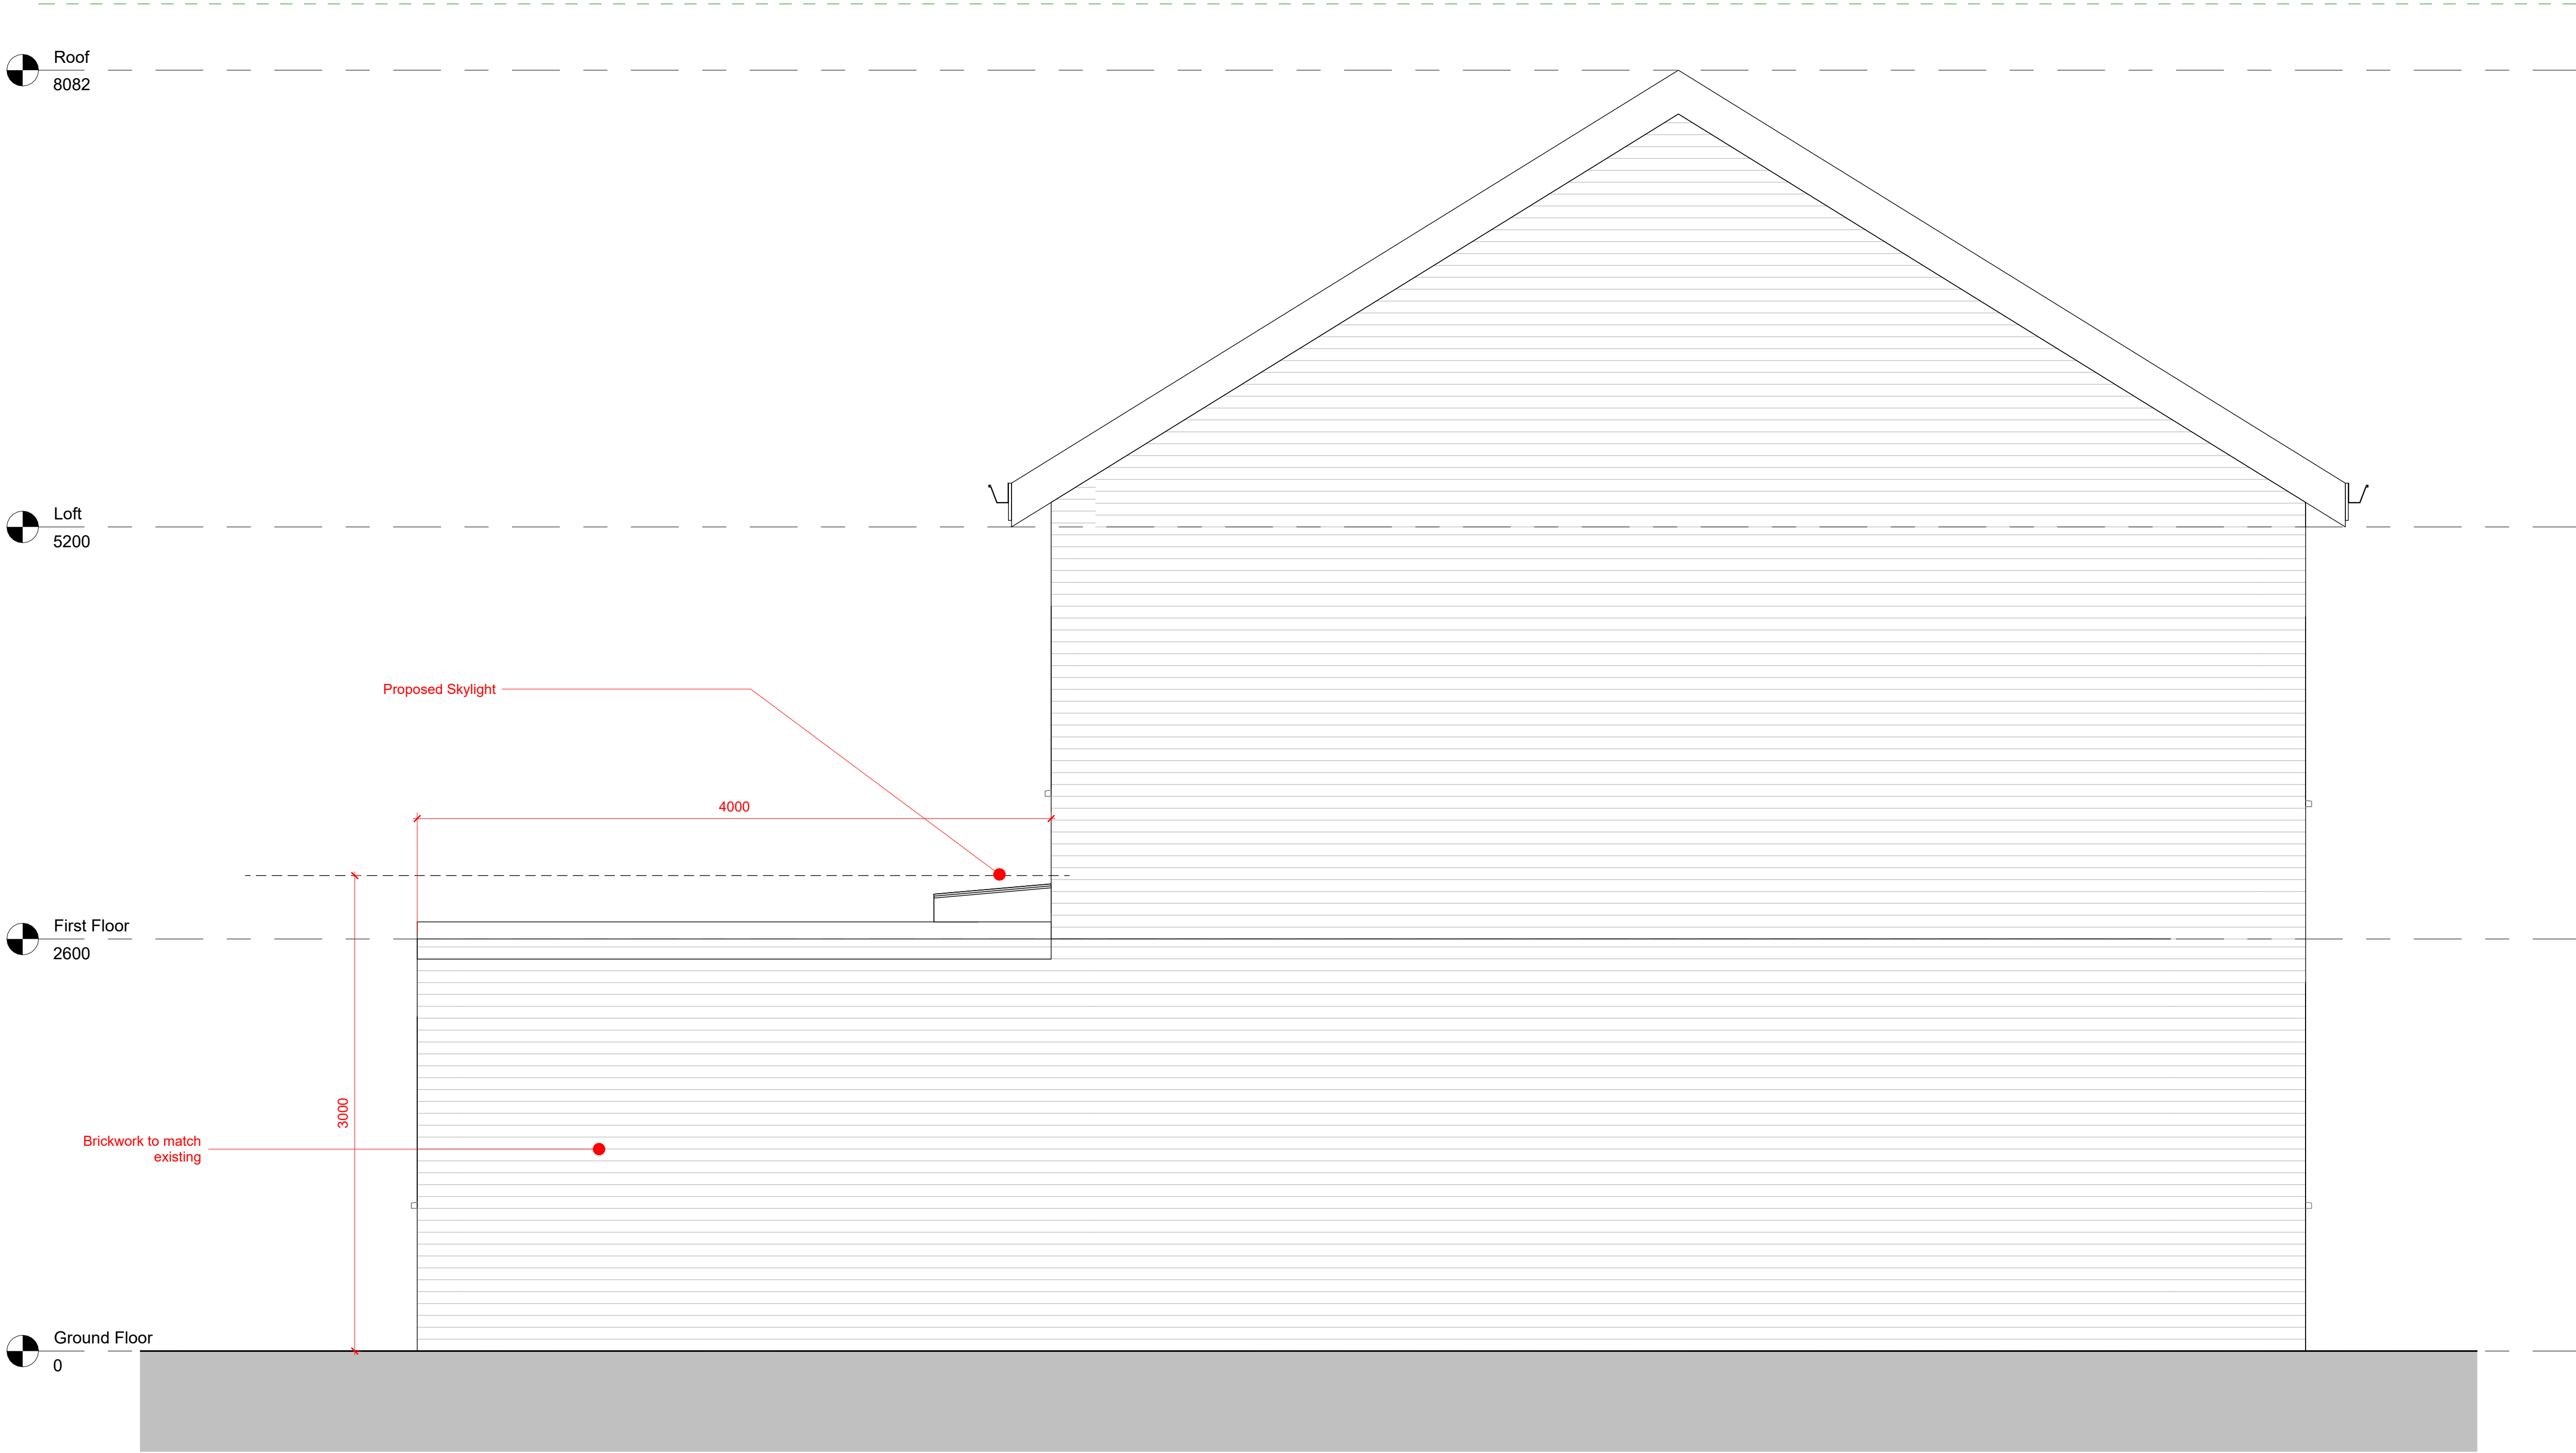 Roof
8082
Loft
5200
Proposed Skylight
4000
First Floor
2600
3000
Brickwork to match
existing
Ground Floor
0